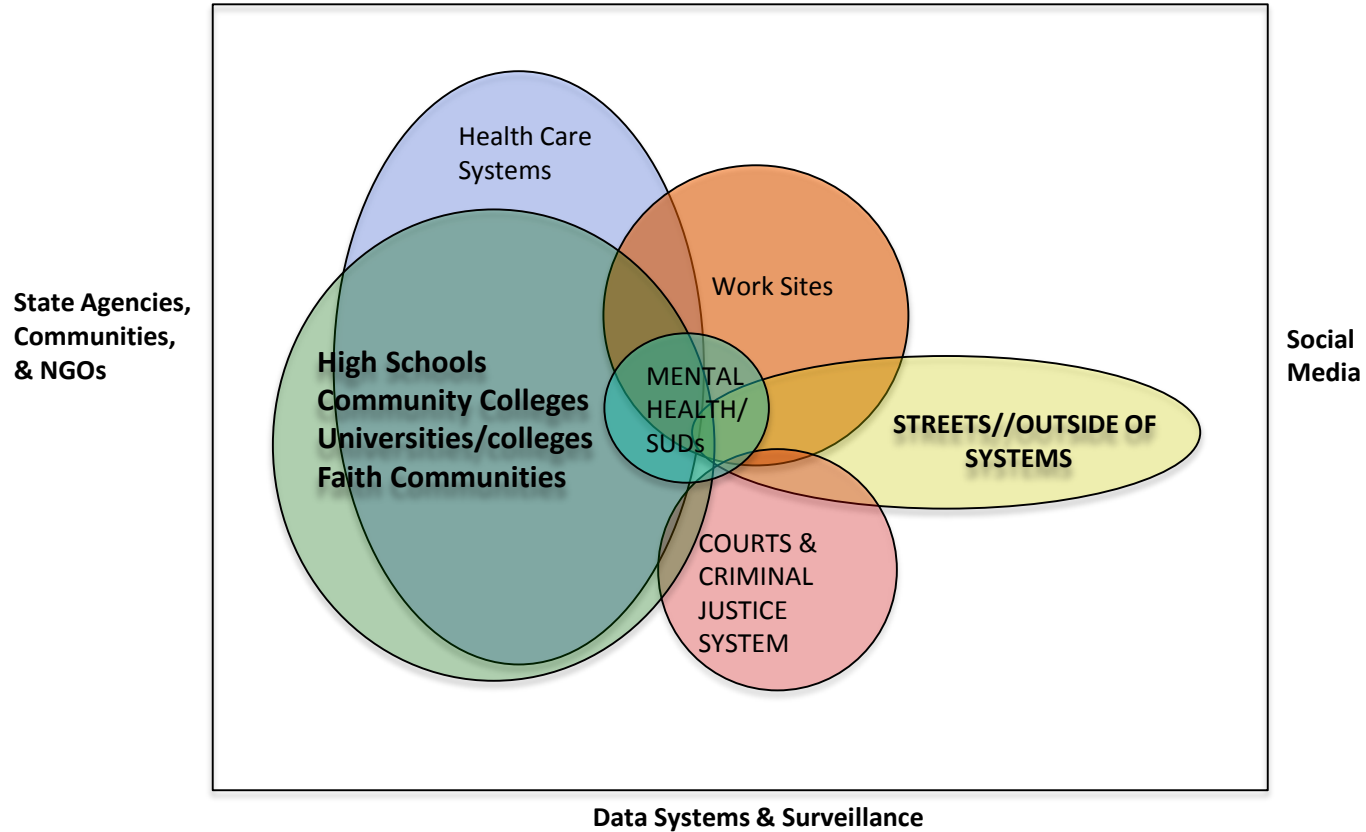 Health Care
Systems
Work Sites
State Agencies,
Communities,
& NGOs
High Schools
Community Colleges
Universities/colleges
Faith Communities
MENTAL
HEALTH/
SUDs
STREETS//OUTSIDE OF
SYSTEMS
Social
Media
COURTS &
CRIMINAL
JUSTICE
SYSTEM
Data Systems & Surveillance